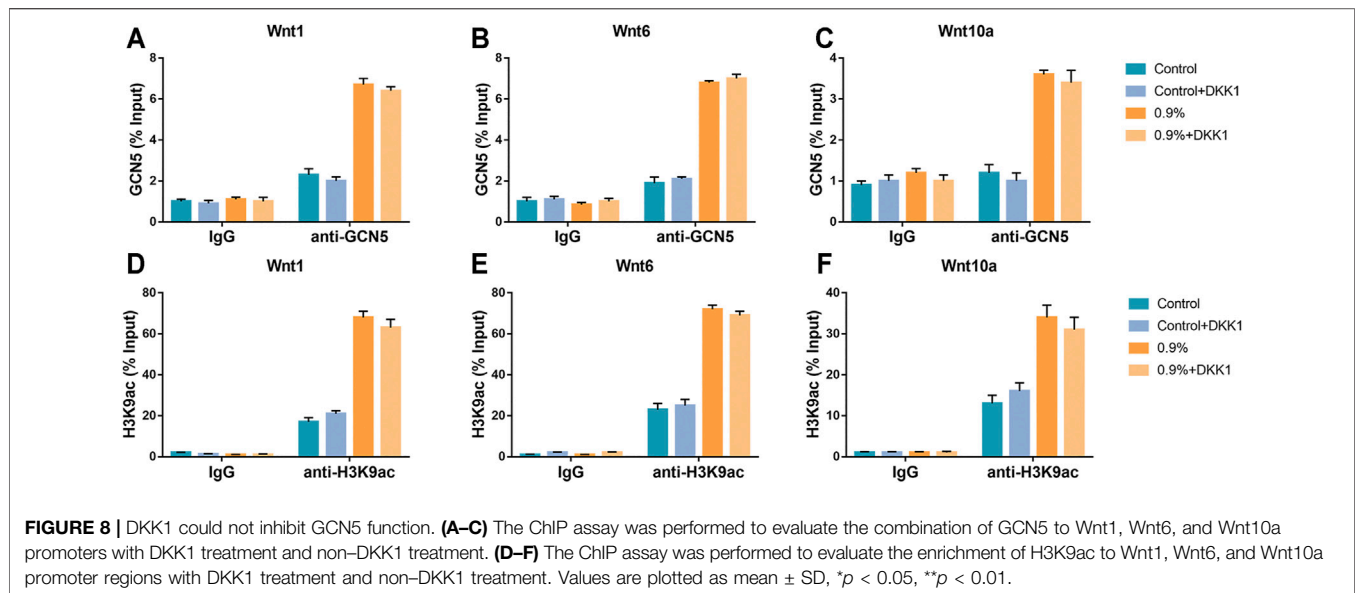 A
Wnt1
GCN5 (% Input)
8
6
4
2
0
IgG
anti-GCN5
B
Wnt6
GCN5 (% Input)
8
6
4
2
0
IgG
anti-GCN5
C
Wnt10a
GCN5 (% Input)
4
3
2
1
0
IgG
anti-GCN5
Control
Control+DKK1
0.9%
0.9%+DKK1
D
Wnt1
H3K9ac (% Input)
80
60
40
20
0
IgG
anti-H3K9ac
E
Wnt6
H3K9ac (% Input)
80
60
40
20
0
IgG
anti-H3K9ac
F
Wnt10a
H3K9ac (% Input)
40
30
20
10
0
IgG
anti-H3K9ac
Control
Control+DKK1
0.9%
0.9%+DKK1
FIGURE 8 | DKK1 could not inhibit GCN5 function. (A–C) The ChIP assay was performed to evaluate the combination of GCN5 to Wnt1, Wnt6, and Wnt10a
promoters with DKK1 treatment and non–DKK1 treatment. (D–F) The ChIP assay was performed to evaluate the enrichment of H3K9ac to Wnt1, Wnt6, and Wnt10a
promoter regions with DKK1 treatment and non–DKK1 treatment. Values are plotted as mean ± SD, *p < 0.05, **p < 0.01.